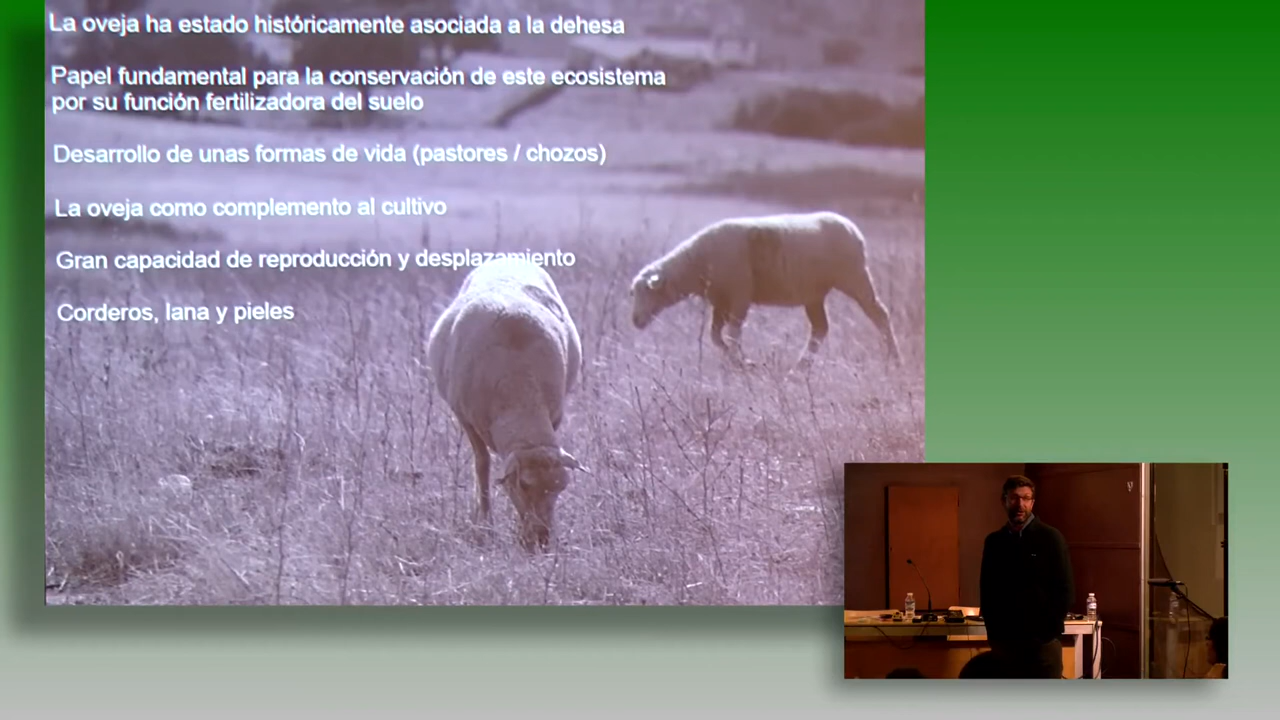 La oveja ha estado históricamente asociada a la dehesa
Papel fundamental para la conservación de este ecosistema
por su función fertilizadora del suelo
Desarrollo de unas formas de vida (pastores / chozos)
La oveja como complemento al cultivo
Gran capacidad de reproducción y desplazamiento
Corderos, lana y pieles